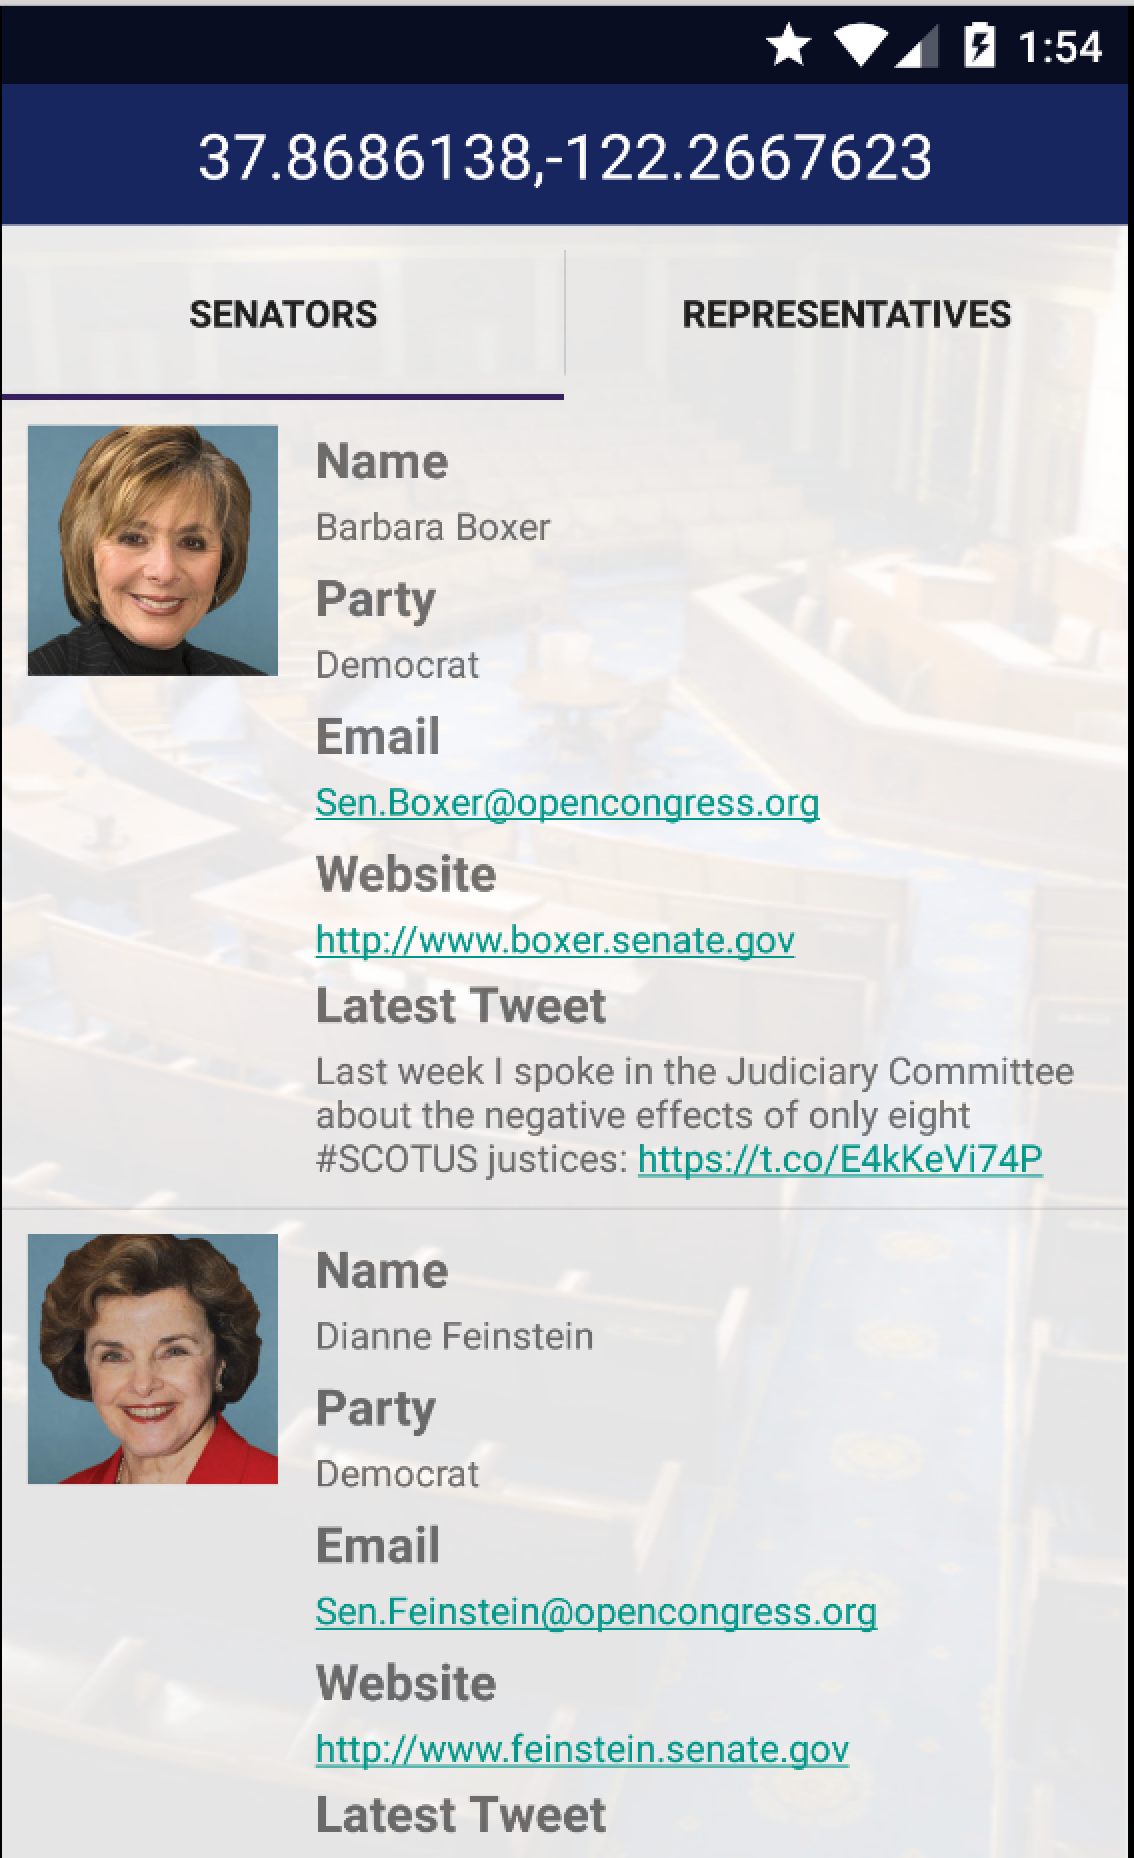 1:54
37.8686138,-122.2667623
SENATORS
REPRESENTATIVES
Name
Barbara Boxer
Party
Democrat
Email
Sen.Boxer@opencongress.org
Website
http://www.boxer.senate.gov
Latest Tweet
Last week I spoke in the Judiciary Committee
about the negative effects of only eight
#SCOTUS justices: https://t.co/E4kKeVi74P
Name
Dianne Feinstein
Party
Democrat
Email
Sen.Feinstein@opencongress.org
Website
http://www.feinstein.senate.gov
Latest Tweet